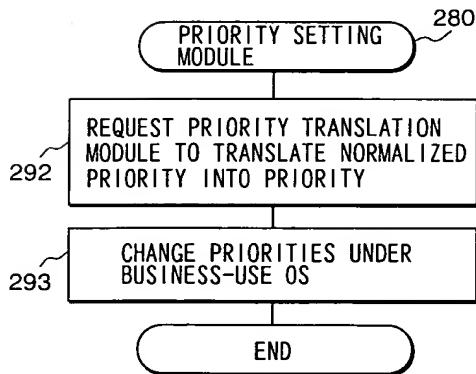 280
PRIORITY SETTING
MODULE
REQUEST PRIORITY TRANSLATION
MODULE TO TRANSLATE NORMALIZED
PRIORITY INTO PRIORITY
292
CHANGE PRIORITIES UNDER
BUSINESS-USE OS
293
END